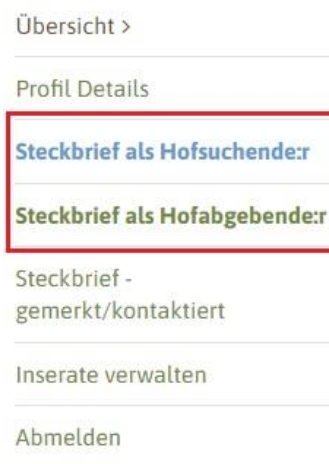 Übersicht >
Profil Details
Steckbrief als Hofsuchende:r
Steckbrief als Hofabgebende:r
Steckbrief -
gemerkt/kontaktiert
Inserate verwalten
Abmelden